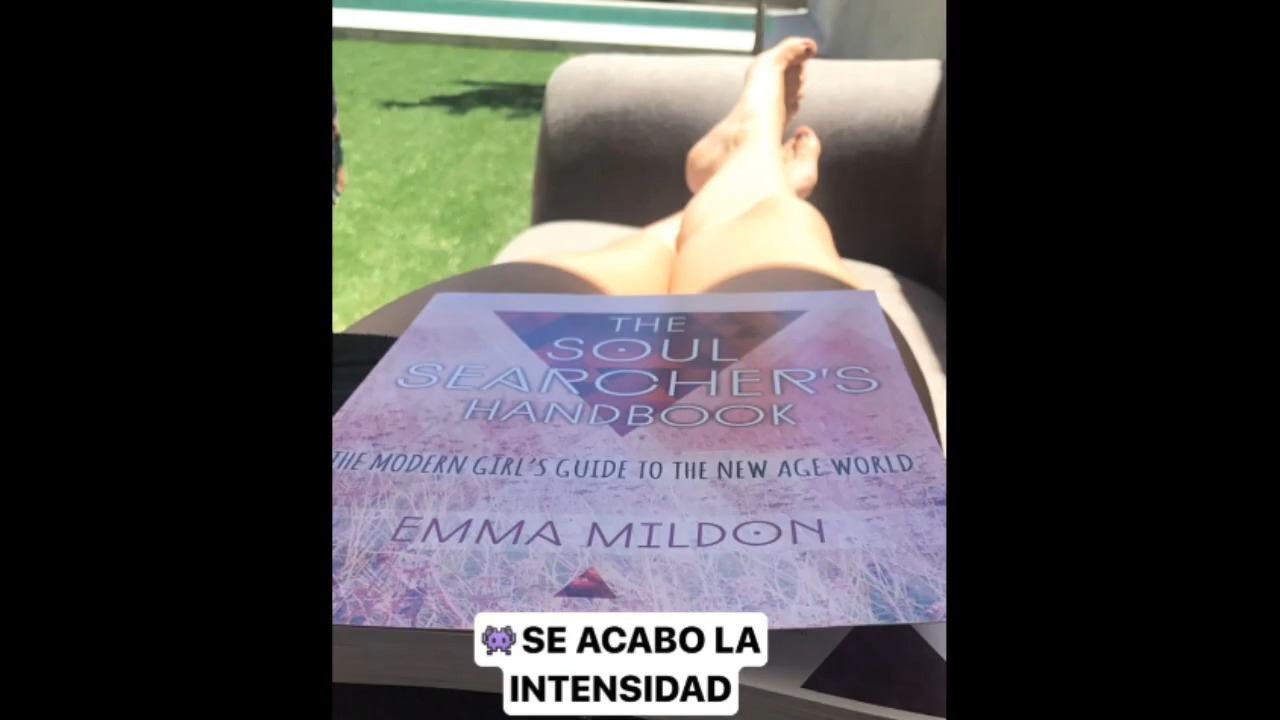 THE
SOUL
SEARCHER'S
HANDBOOK
THE MODERN GIRL'S GUIDE TO THE NEW AGE WORLD
EMMA MILDON
👾SE ACABO LA
INTENSIDAD